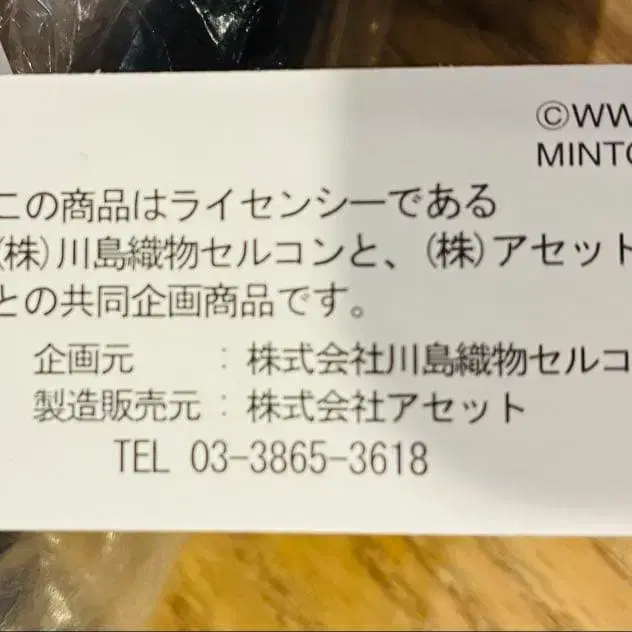 ©WW
MINTO
この商品はライセンシーである
(株)川島織物セルコンと、(株)アセット
との共同企画商品です。
企画元 : 株式会社川島織物セルコ
製造販売元 : 株式会社アセット
TEL 03-3865-3618